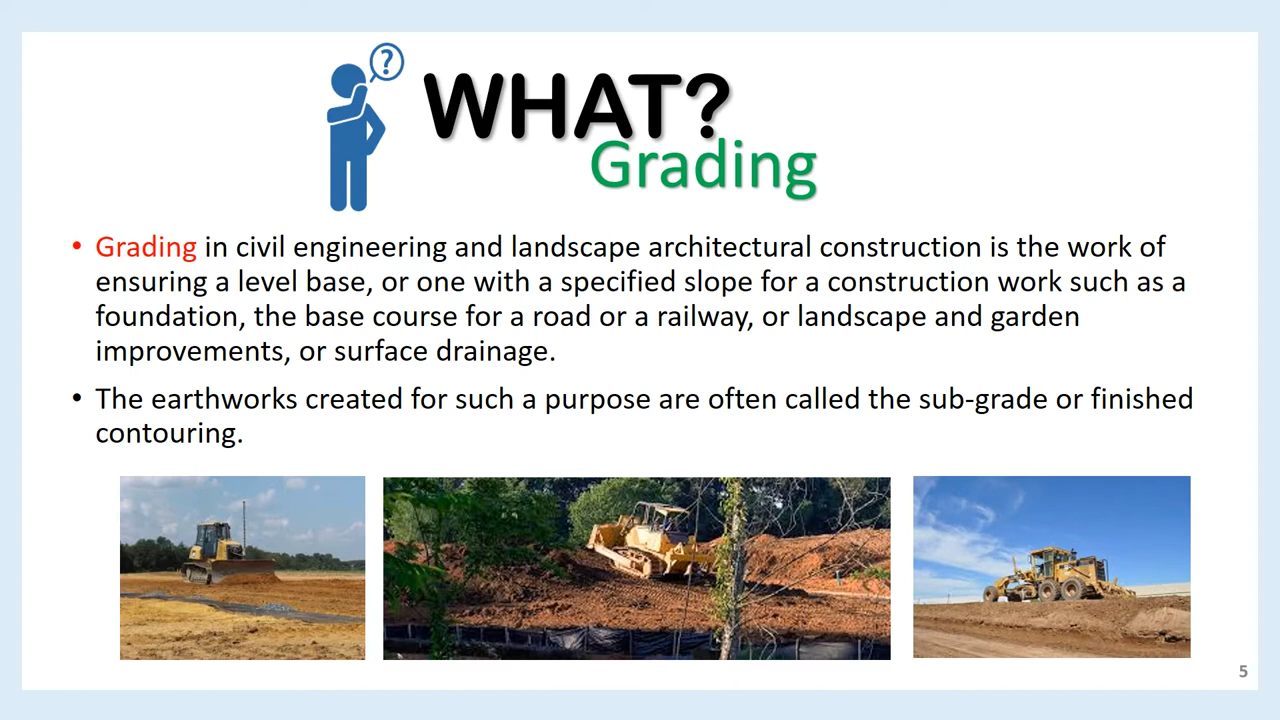 ?
WHAT?
Grading
• Grading in civil engineering and landscape architectural construction is the work of
ensuring a level base, or one with a specified slope for a construction work such as a
foundation, the base course for a road or a railway, or landscape and garden
improvements, or surface drainage.
• The earthworks created for such a purpose are often called the sub-grade or finished
contouring.
5